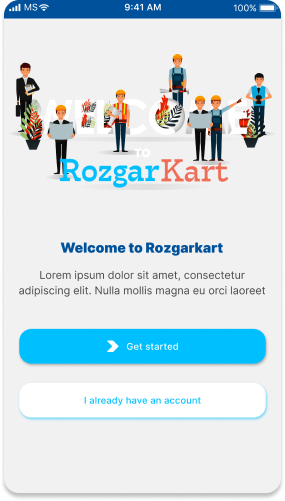 MS 9:41 AM 100%
WELCOME
TO
RozgarKart
Welcome to Rozgarkart
Lorem ipsum dolor sit amet, consectetur
adipiscing elit. Nulla mollis magna eu orci laoreet
Get started
I already have an account